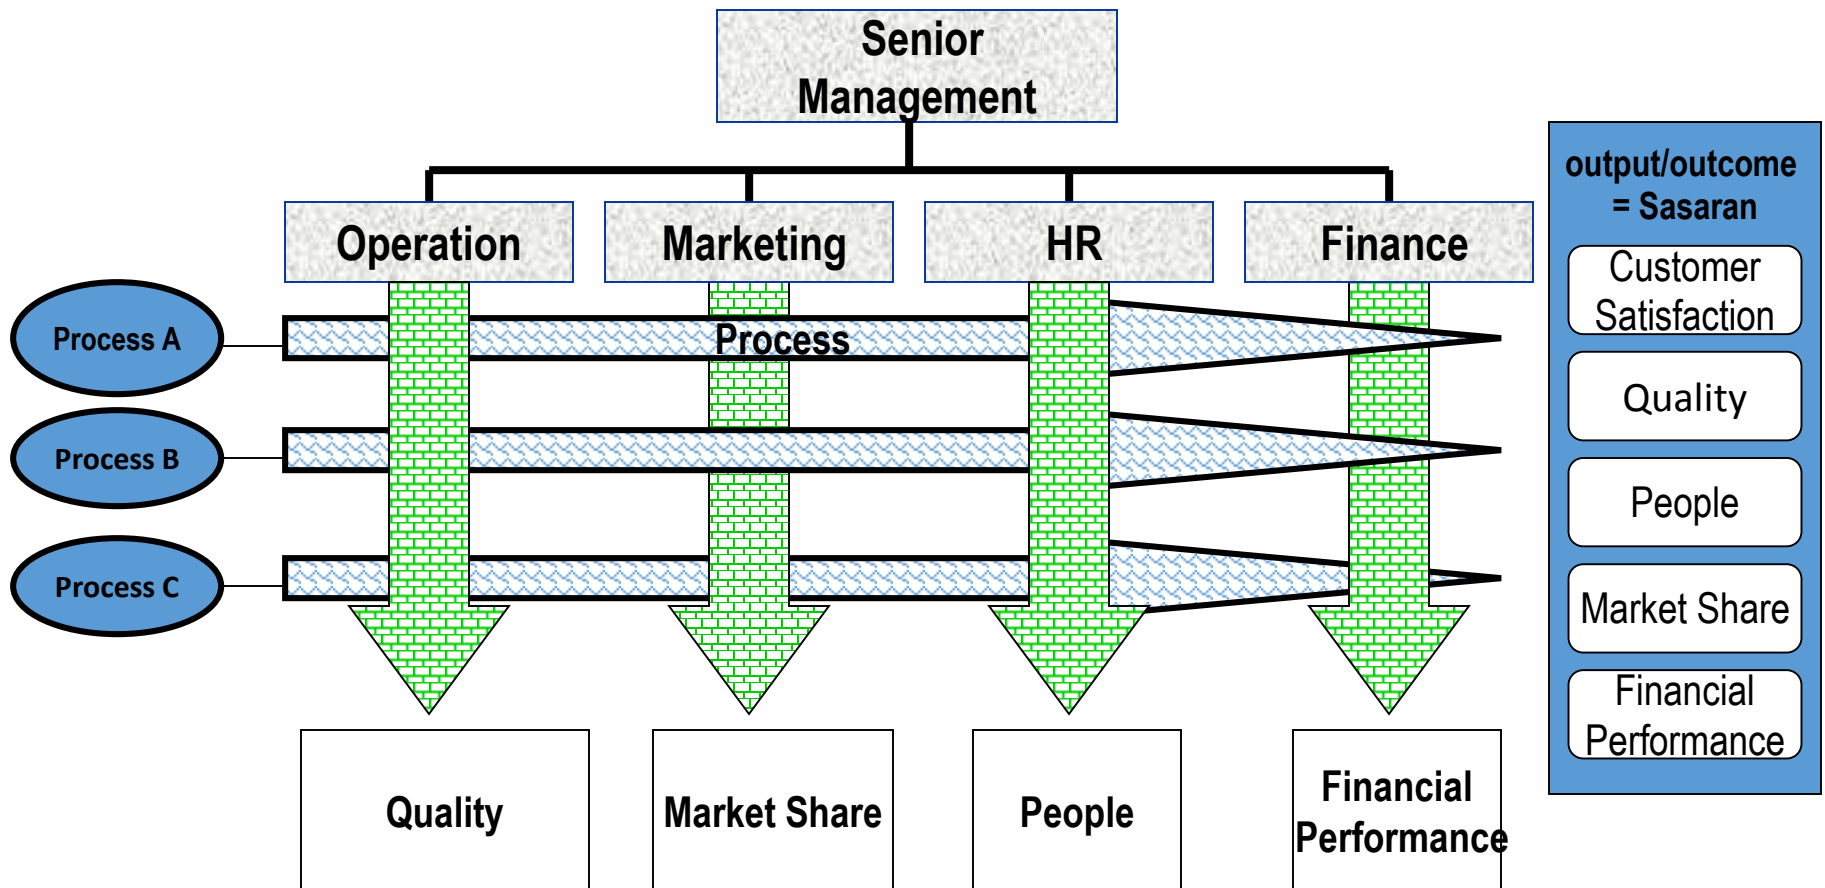 Senior
Management
Operation
Marketing
HR
Finance
Process A
Process
Process B
Process C
Quality
Market Share
People
Financial
Performance
output/outcome
= Sasaran
Customer
Satisfaction
Quality
People
Market Share
Financial
Performance